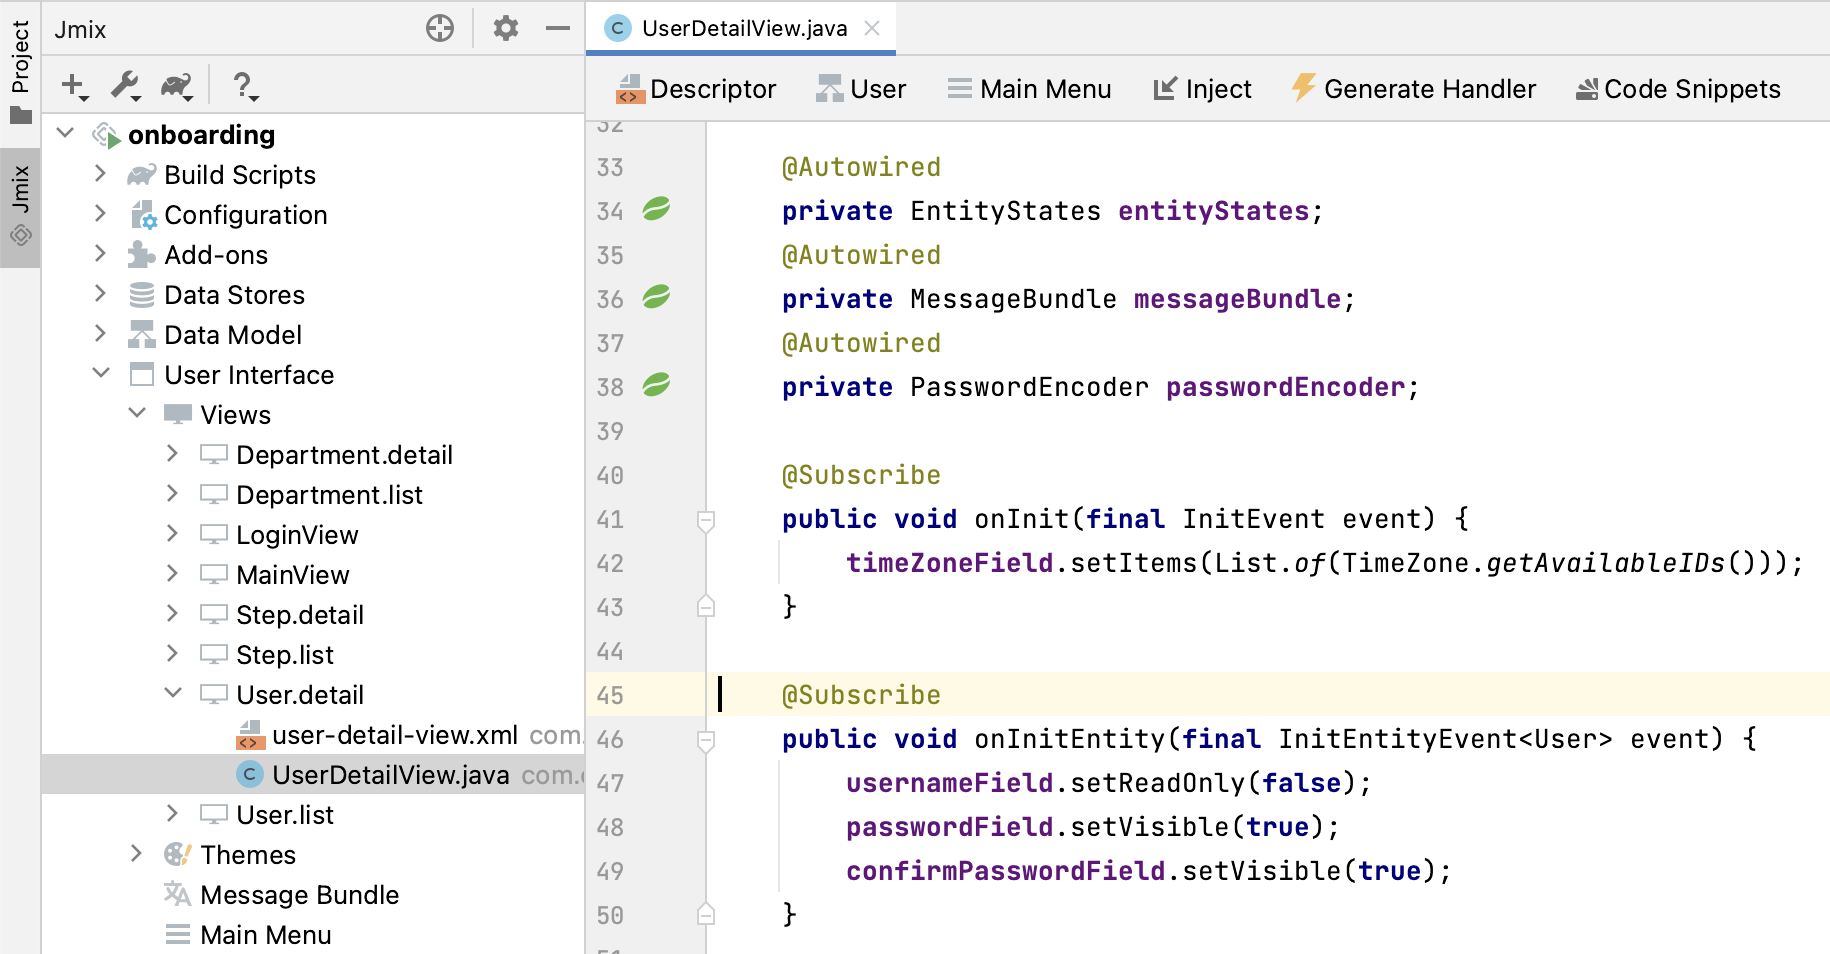 Project
Jmix
Jmix
?
onboarding
Build Scripts
Configuration
Add-ons
Data Stores
Data Model
User Interface
Views
Department.detail
Department.list
LoginView
MainView
Step.detail
Step.list
User.detail
<> user-detail-view.xml com.
C UserDetailView.java com.
User.list
Themes
Message Bundle
Main Menu
C UserDetailView.java
<> Descriptor User Main Menu Inject Generate Handler Code Snippets
32
33 @Autowired
34 private EntityStates entityStates;
35 @Autowired
36 private MessageBundle messageBundle;
37 @Autowired
38 private PasswordEncoder passwordEncoder;
39
40 @Subscribe
41 public void onInit(final InitEvent event) {
42 timeZoneField.setItems(List.of(TimeZone.getAvailableIDs()));
43 }
44
45 @Subscribe
46 public void onInitEntity(final InitEntityEvent<User> event) {
47 usernameField.setReadOnly(false);
48 passwordField.setVisible(true);
49 confirmPasswordField.setVisible(true);
50 }